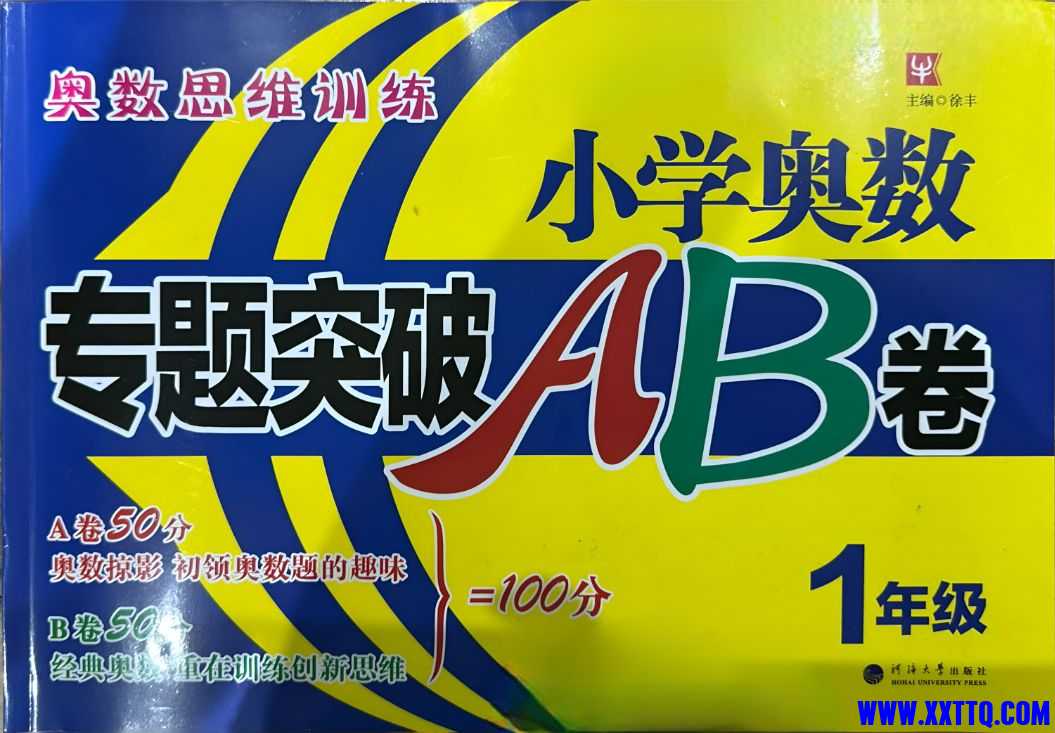 奥数思维训练
主编◎徐丰
小学奥数
专题突破AB卷
A卷50分
奥数掠影 初领奥数题的趣味
=100分
B卷50分
经典奥数 重在训练创新思维
1年级
河海大学出版社
HOHAI UNIVERSITY PRESS
WWW.XXTTQ.COM